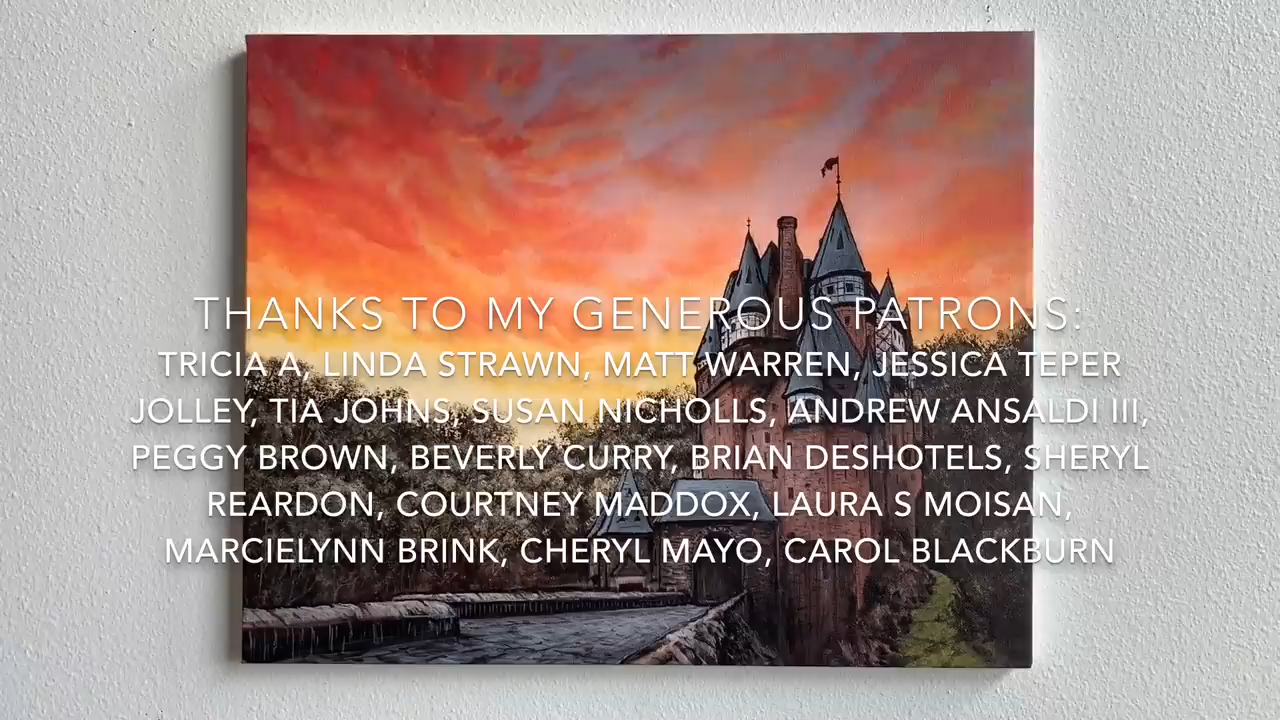 THANKS TO MY GENEROUS PATRONS:
TRICIA A, LINDA STRAWN, MATT WARREN, JESSICA TEPER
JOLLEY, TIA JOHNS, SUSAN NICHOLLS, ANDREW ANSALDI III,
PEGGY BROWN, BEVERLY CURRY, BRIAN DESHOTELS, SHERYL
REARDON, COURTNEY MADDOX, LAURA S MOISAN,
MARCIELYNN BRINK, CHERYL MAYO, CAROL BLACKBURN